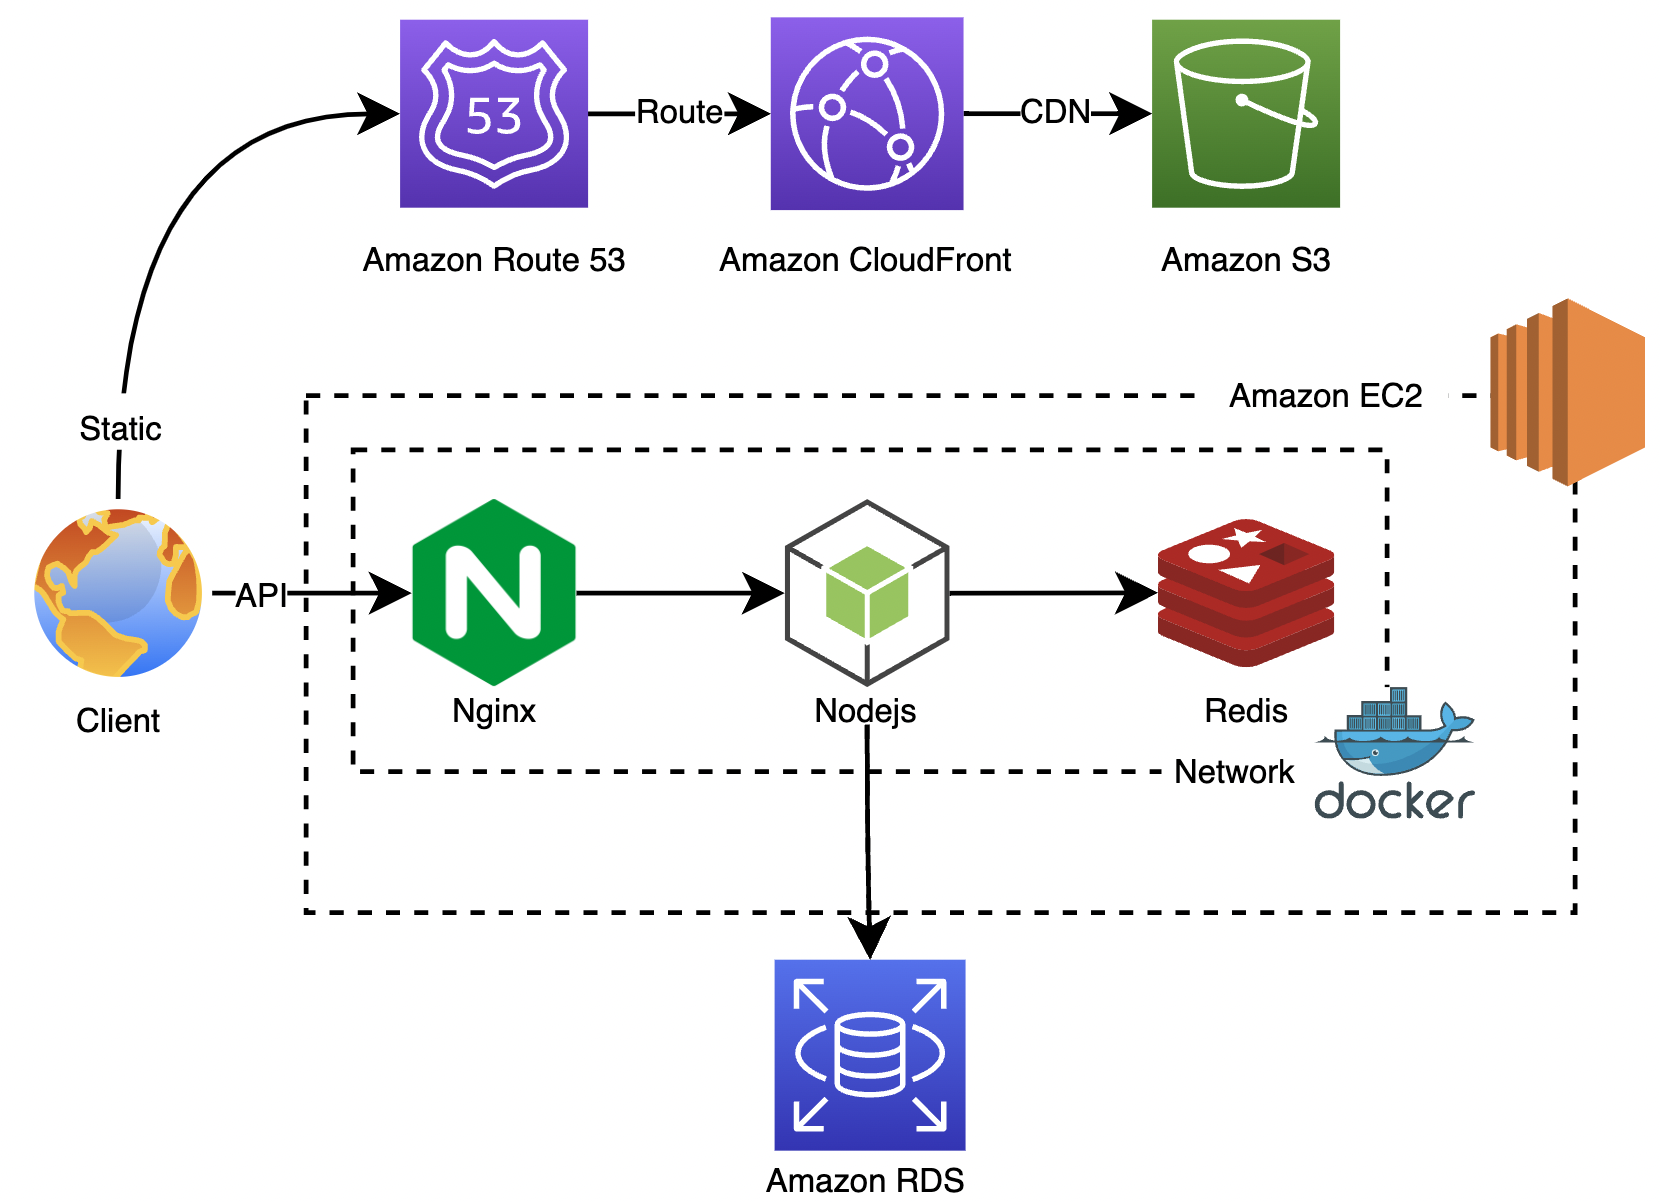 53
Route
CDN
Amazon Route 53
Amazon CloudFront
Amazon S3
Amazon EC2
Static
API
N
Client
Nginx
Nodejs
Redis
Network
docker
Amazon RDS